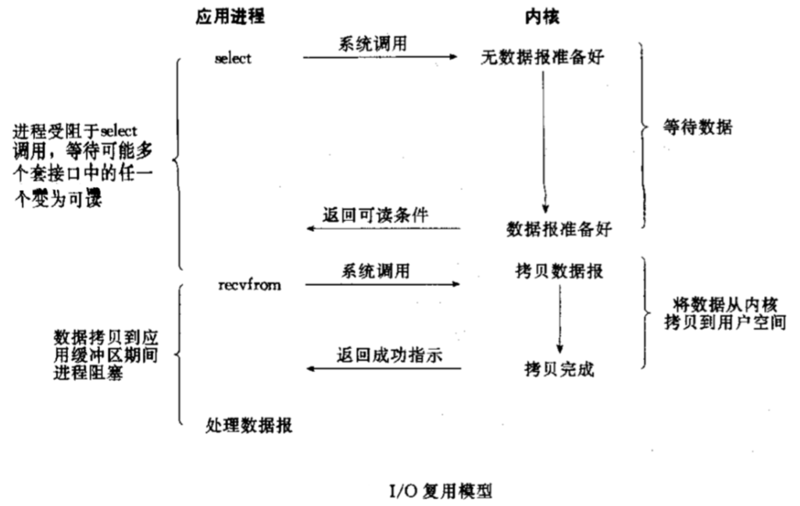 应用进程
内核
select
系统调用
无数据报准备好
进程受阻于select
调用，等待可能多
个套接口中的任一
个变为可读
等待数据
返回可读条件
数据报准备好
recvfrom
系统调用
拷贝数据报
数据拷贝到应
用缓冲区期间
进程阻塞
将数据从内核
拷贝到用户空间
返回成功指示
拷贝完成
处理数据报
I/O 复用模型